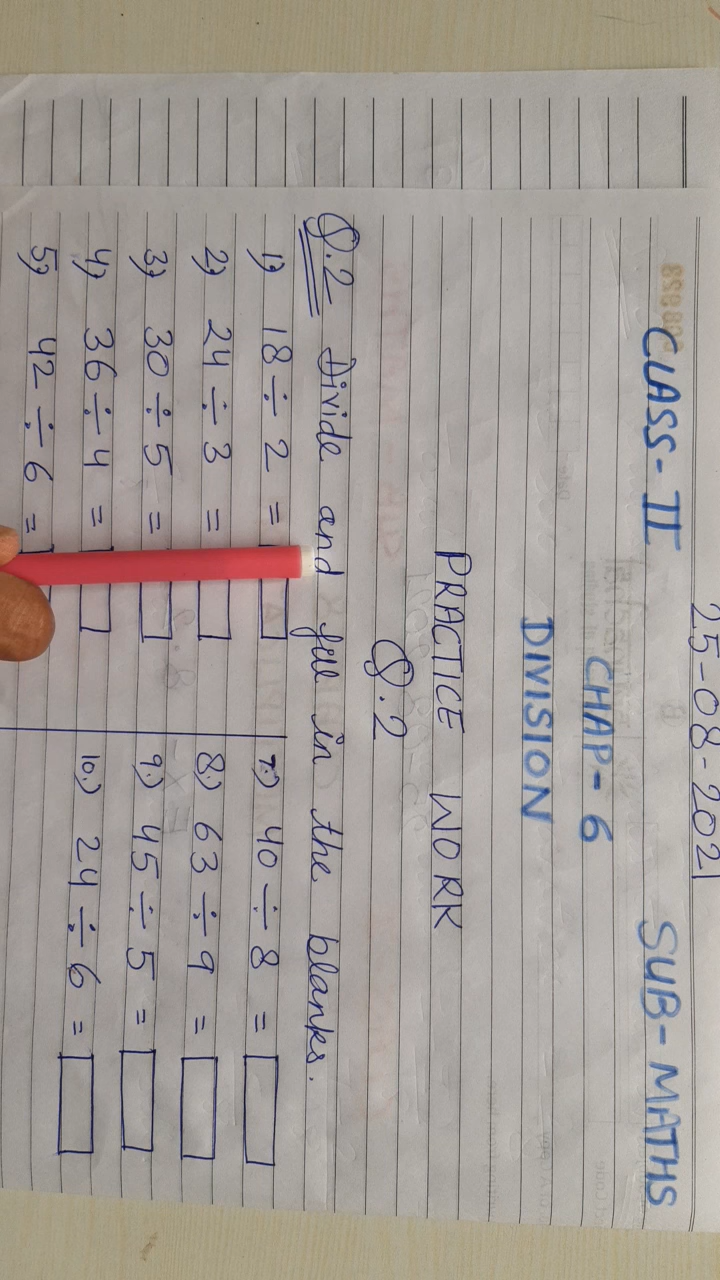 25-08-2021
CLASS-II SUB-MATHS
CHAP-6
DIVISION
PRACTICE WORK
Q.2
Q.2 Divide and fill in the blanks.
1) 18 ÷ 2 =
2) 24 ÷ 3 =
3) 30 ÷ 5 =
4) 36 ÷ 4 =
5) 42 ÷ 6 =
7.) 40 ÷ 8 =
8.) 63 ÷ 9 =
9.) 45 ÷ 5 =
10.) 24 ÷ 6 =